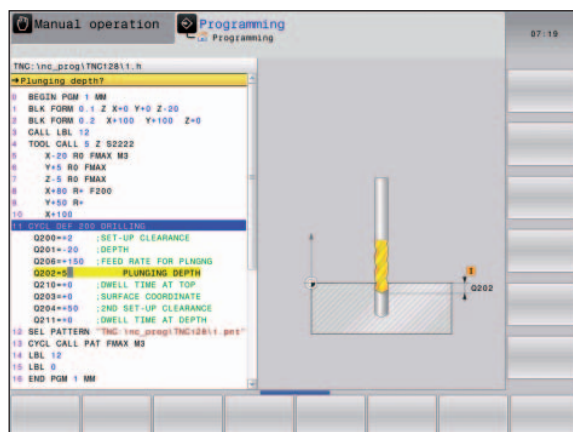 Manual operation
Programming
Programming
07:19
TNC:\nc_prog\TNC128\1.h
→Plunging depth?
0 BEGIN PGM 1 MM
1 BLK FORM 0.1 Z X+0 Y+0 Z-20
2 BLK FORM 0.2 X+100 Y+100 Z+0
3 CALL LBL 12
4 TOOL CALL 5 Z S2222
5 X-20 R0 FMAX M3
6 Y+5 R0 FMAX
7 Z-5 R0 FMAX
8 X+80 R+ F200
9 Y+50 R+
10 X+100
11 CYCL DEF 200 DRILLING
Q200=+2 ;SET-UP CLEARANCE
Q201=-20 ;DEPTH
Q206=+150 ;FEED RATE FOR PLNGNG
Q202=5 PLUNGING DEPTH
Q210=+0 ;DWELL TIME AT TOP
Q203=+0 ;SURFACE COORDINATE
Q204=+50 ;2ND SET-UP CLEARANCE
Q211=+0 ;DWELL TIME AT DEPTH
12 SEL PATTERN "TNC:\nc_prog\TNC128\1.pnt"
13 CYCL CALL PAT FMAX M3
14 LBL 12
15 LBL 0
16 END PGM 1 MM
I
Q202